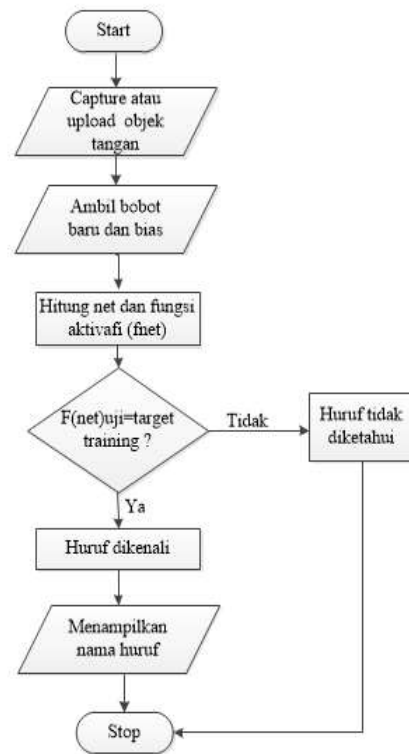 Start
Capture atau
upload objek
tangan
Ambil bobot
baru dan bias
Hitung net dan fungsi
aktivafi (fnet)
F(net)uji=target
training ?
Tidak
Huruf tidak
diketahui
Ya
Huruf dikenali
Menampilkan
nama huruf
Stop